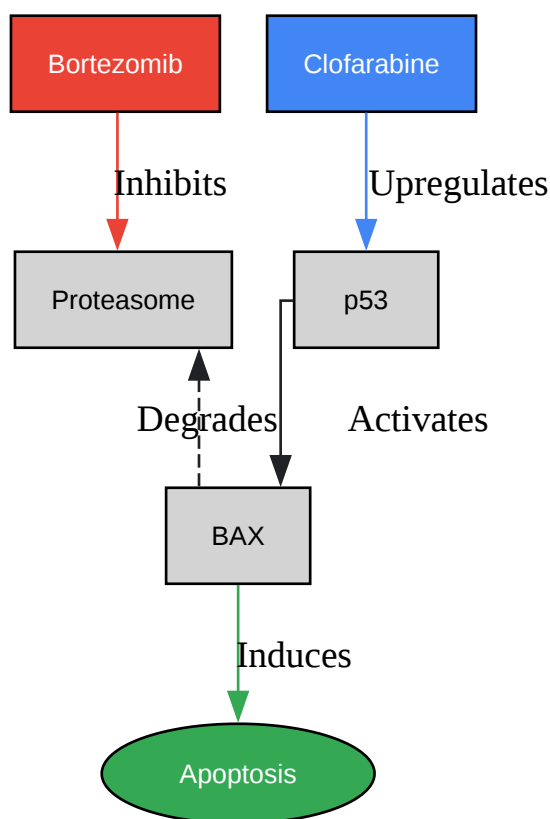 Bortezomib
Clofarabine
Inhibits
Upregulates
Proteasome
p53
Degrades
Activates
BAX
Induces
Apoptosis